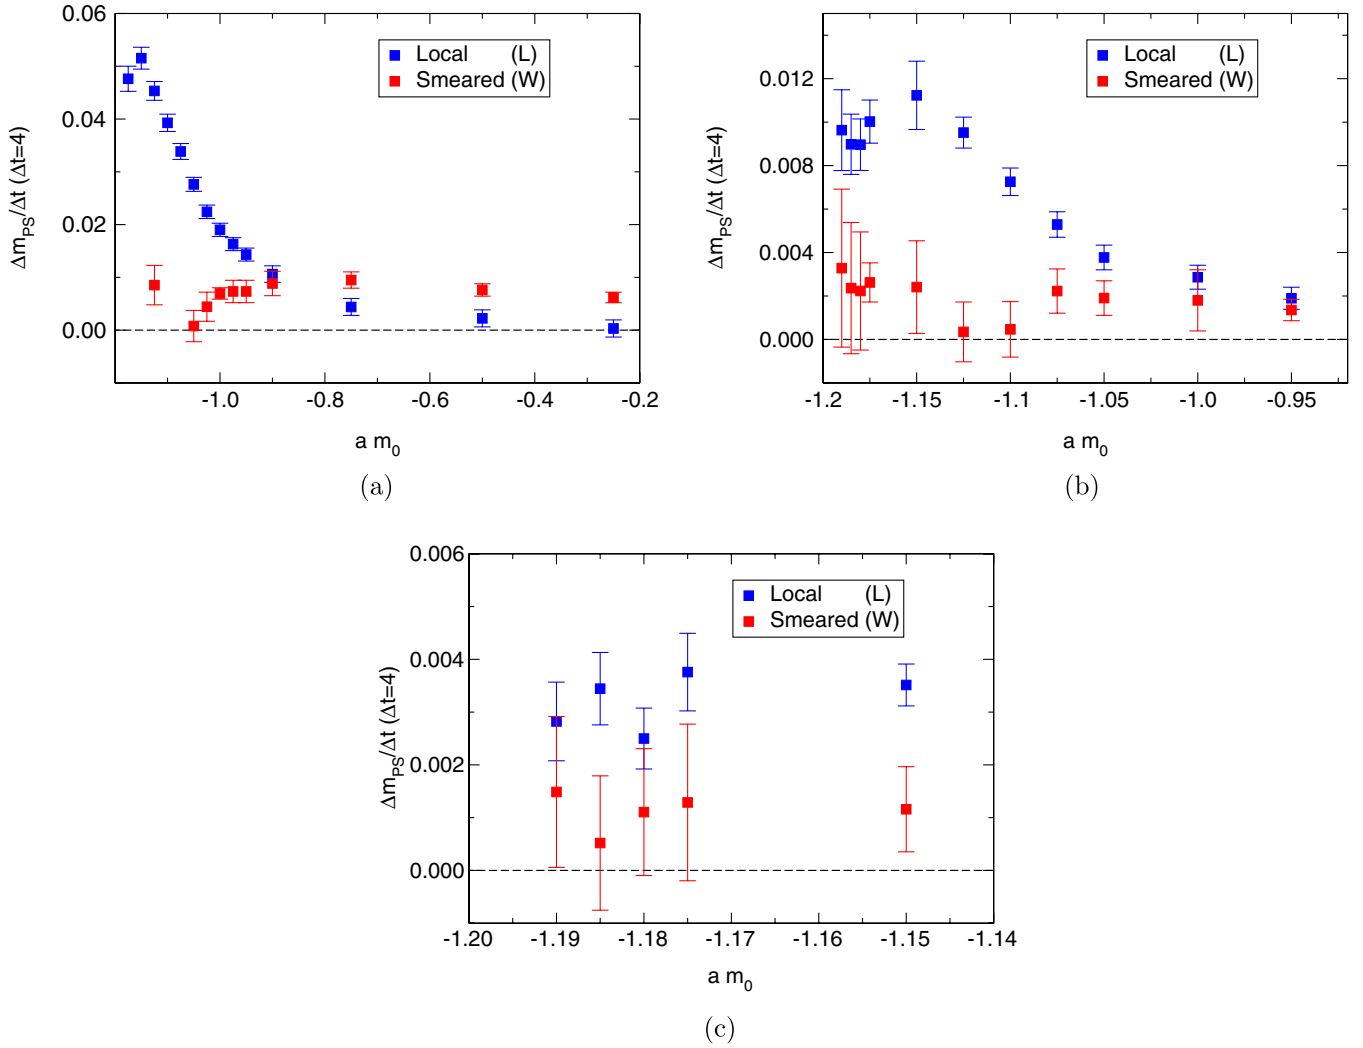 0.06
0.04
0.02
0.00
Δm_PS/Δt (Δt=4)
Local (L)
Smeared (W)
-1.0 -0.8 -0.6 -0.4 -0.2
a m_0
(a)
0.012
0.008
0.004
0.000
Δm_PS/Δt (Δt=4)
Local (L)
Smeared (W)
-1.2 -1.15 -1.1 -1.05 -1.0 -0.95
a m_0
(b)
0.006
0.004
0.002
0.000
Δm_PS/Δt (Δt=4)
Local (L)
Smeared (W)
-1.20 -1.19 -1.18 -1.17 -1.16 -1.15 -1.14
a m_0
(c)